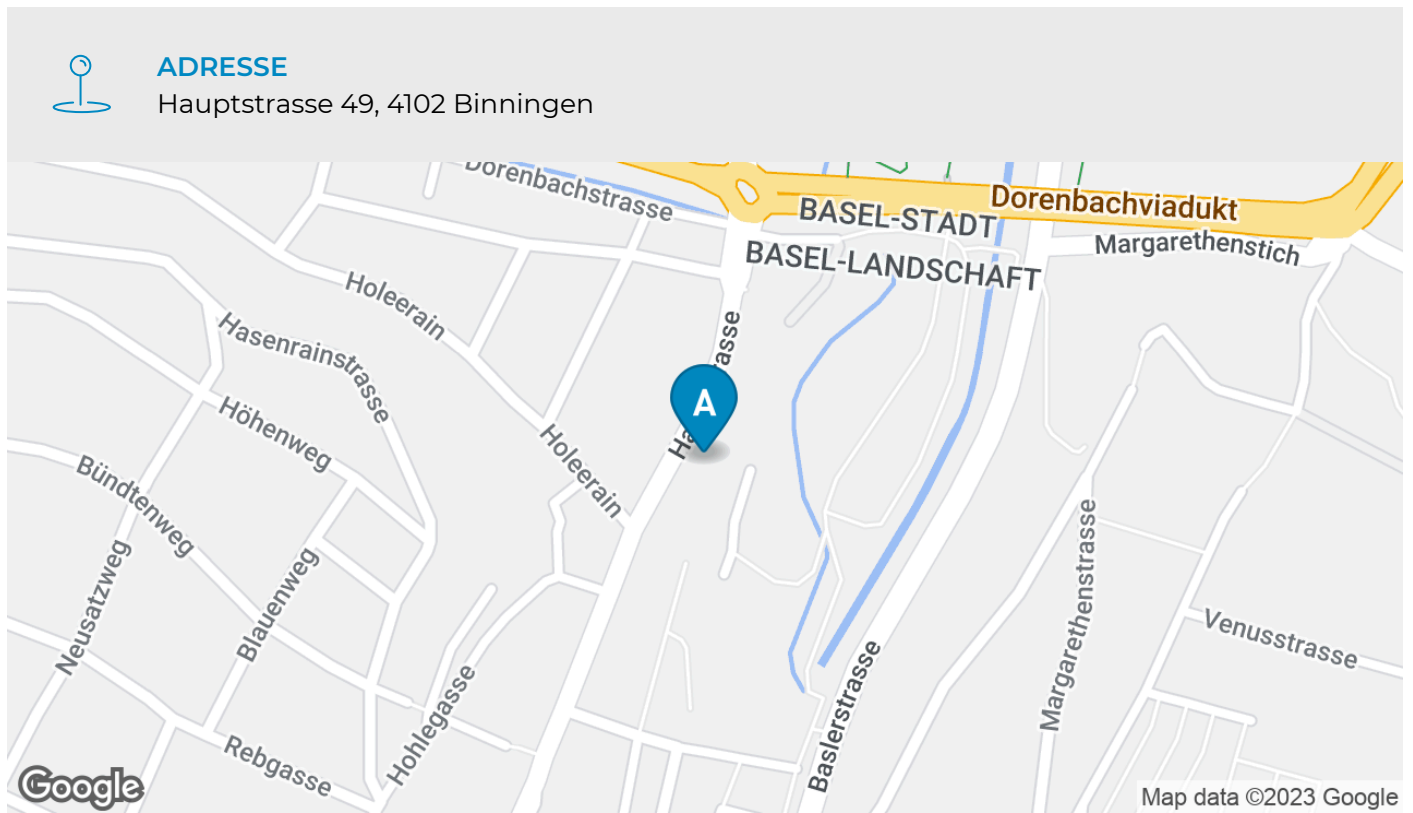 ADRESSE
Hauptstrasse 49, 4102 Binningen
Dorenbachstrasse
Dorenbachviadukt
BASEL-STADT
Margarethenstich
BASEL-LANDSCHAFT
Holeerain
Hasenrainstrasse
A
Höhenweg
Holeerain
Bündtenweg
Neusatzweg
Blauenweg
Margarethenstrasse
Venusstrasse
Baslerstrasse
Hohlegasse
Rebgasse
Google
Map data ©2023 Google